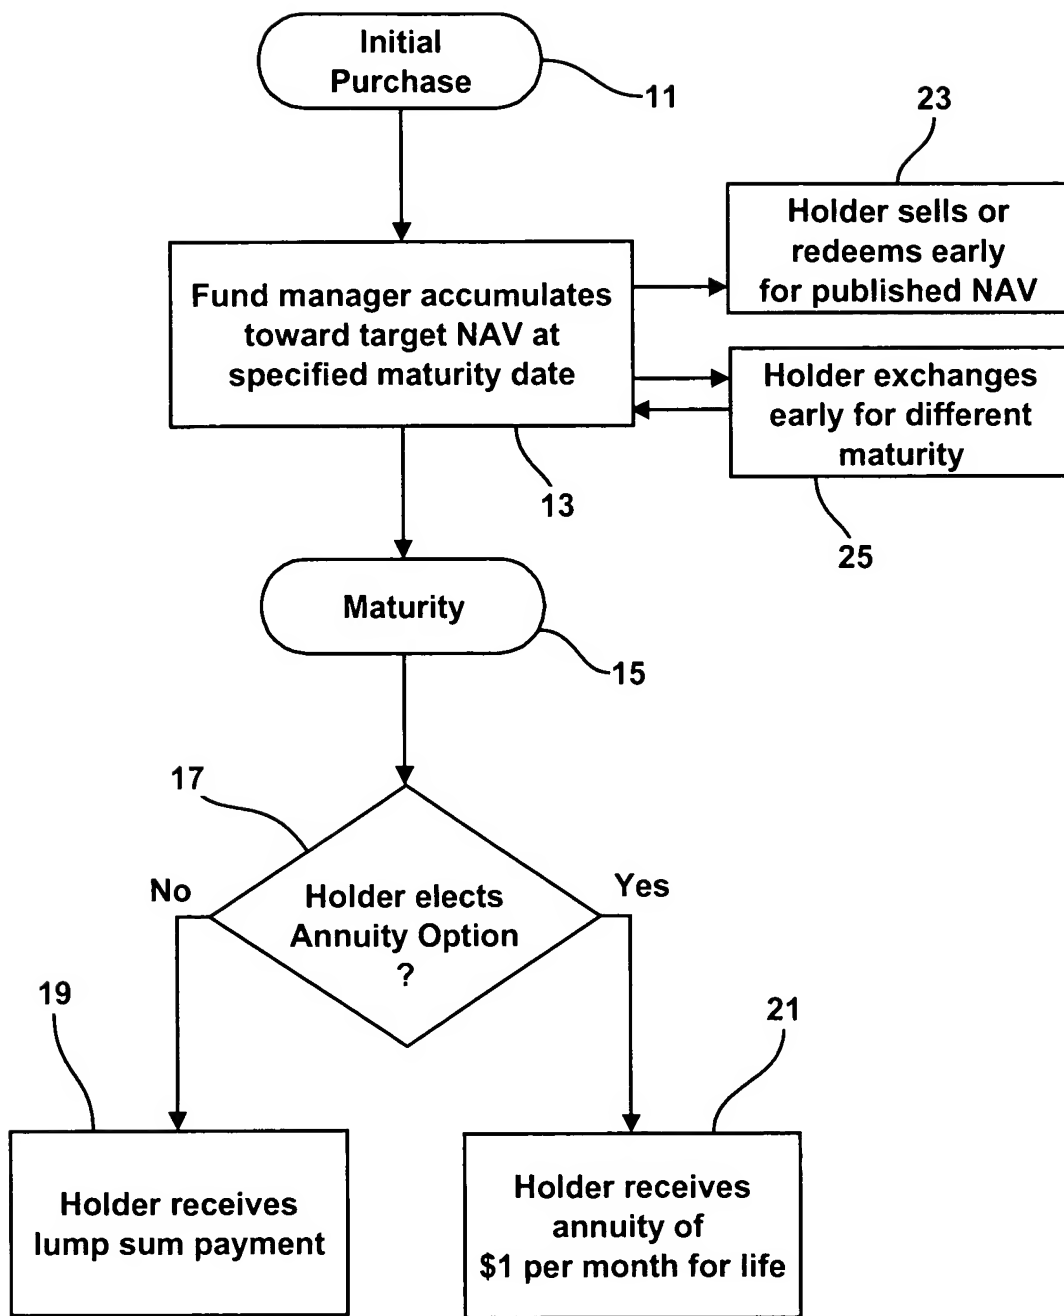 Initial
Purchase
11
23
Holder sells or
redeems early
for published NAV
Fund manager accumulates
toward target NAV at
specified maturity date
Holder exchanges
early for different
maturity
13
25
Maturity
15
17
No
Yes
Holder elects
Annuity Option
?
19
21
Holder receives
lump sum payment
Holder receives
annuity of
$1 per month for life